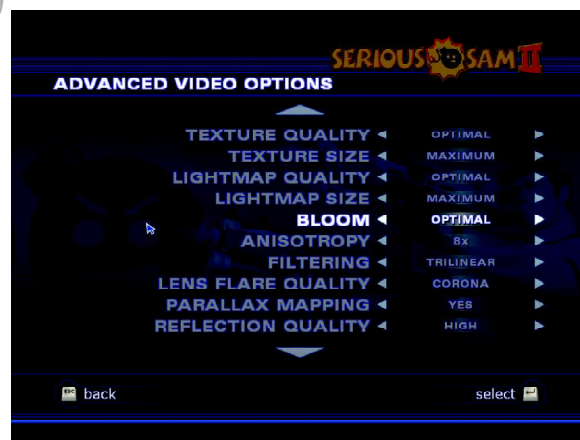 SERIOUS SAM II
ADVANCED VIDEO OPTIONS
TEXTURE QUALITY OPTIMAL
TEXTURE SIZE MAXIMUM
LIGHTMAP QUALITY OPTIMAL
LIGHTMAP SIZE MAXIMUM
BLOOM OPTIMAL
ANISOTROPY 8X
FILTERING TRILINEAR
LENS FLARE QUALITY CORONA
PARALLAX MAPPING YES
REFLECTION QUALITY HIGH
ESC back select